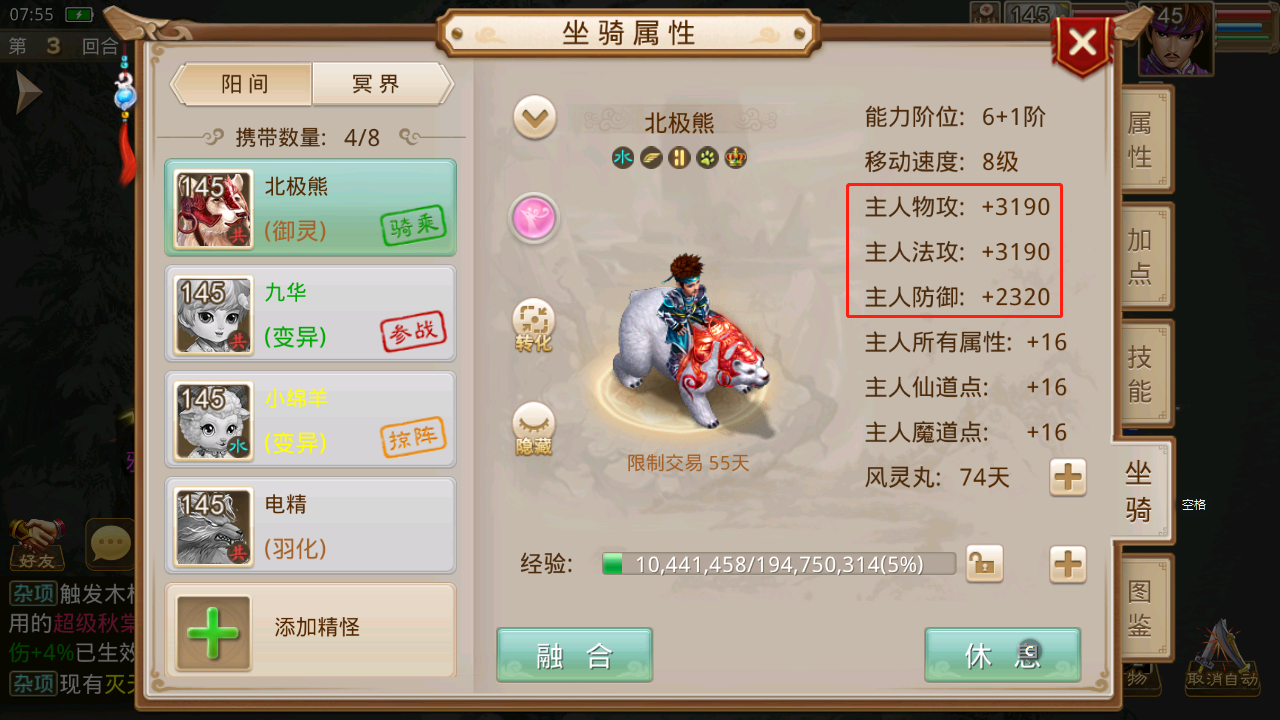 07:55
第 3 回合
坐骑属性
145
45
阳间
冥界
携带数量: 4/8
145
北极熊
(御灵)
骑乘
共
145
九华
(变异)
参战
共
145
小绵羊
(变异)
掠阵
水
145
电精
(羽化)
共
添加精怪
北极熊
水
转化
隐藏
限制交易 55天
能力阶位: 6+1阶
移动速度: 8级
主人物攻: +3190
主人法攻: +3190
主人防御: +2320
主人所有属性: +16
主人仙道点: +16
主人魔道点: +16
风灵丸: 74天
经验: 10,441,458/194,750,314(5%)
融合
休息
属性
加点
技能
坐骑
图鉴
空格
好友
杂项 触发木
用的超级秋棠
伤+4%已生效
杂项 现有灭
物
取消自动